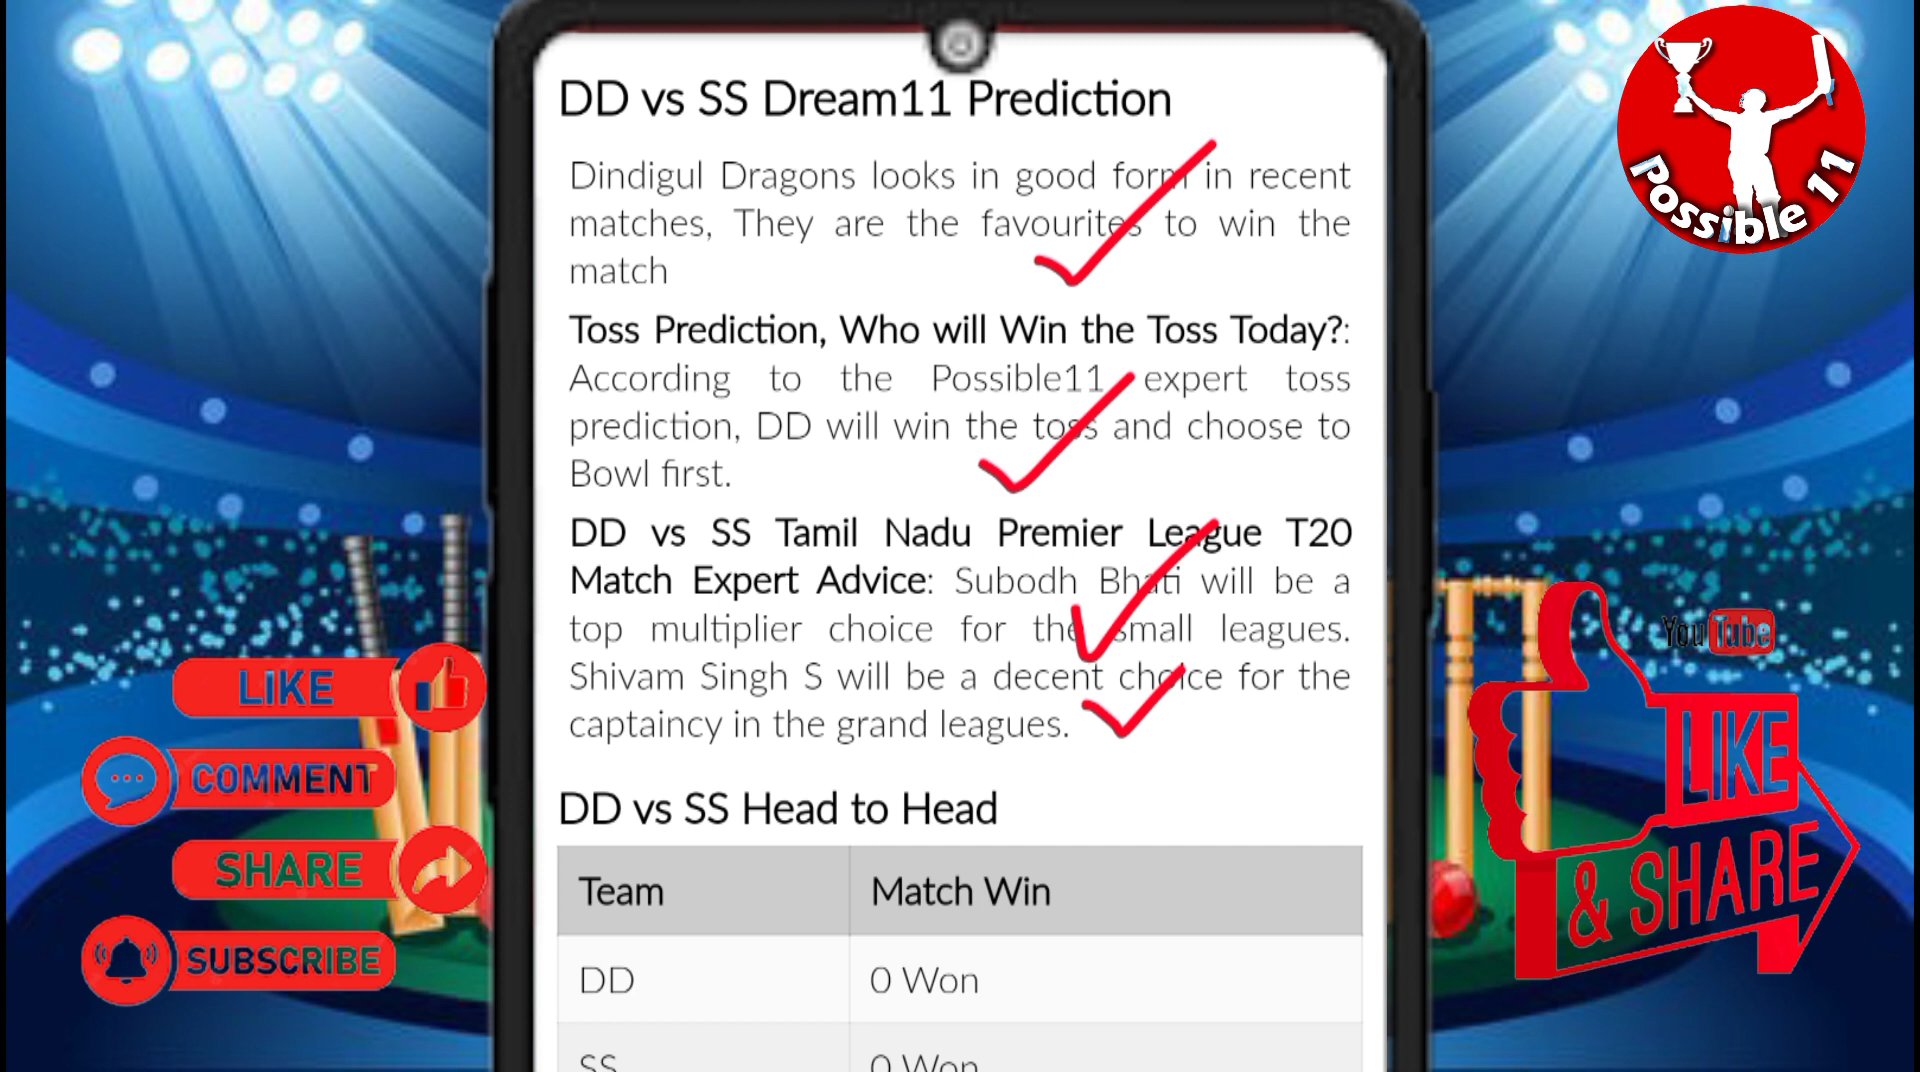 DD vs SS Dream11 Prediction
Dindigul Dragons looks in good form in recent
matches, They are the favourites to win the
match
Toss Prediction, Who will Win the Toss Today?:
According to the Possible11 expert toss
prediction, DD will win the toss and choose to
Bowl first.
DD vs SS Tamil Nadu Premier League T20
Match Expert Advice: Subodh Bhati will be a
top multiplier choice for the small leagues.
Shivam Singh S will be a decent choice for the
captaincy in the grand leagues.
DD vs SS Head to Head
Team Match Win
DD 0 Won
SS 0 Won
Possible 11
LIKE
COMMENT
SHARE
SUBSCRIBE
YouTube
LIKE
& SHARE